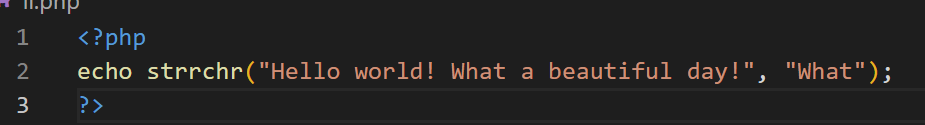 ll.php
1 <?php
2 echo strrchr("Hello world! What a beautiful day!", "What");
3 ?>